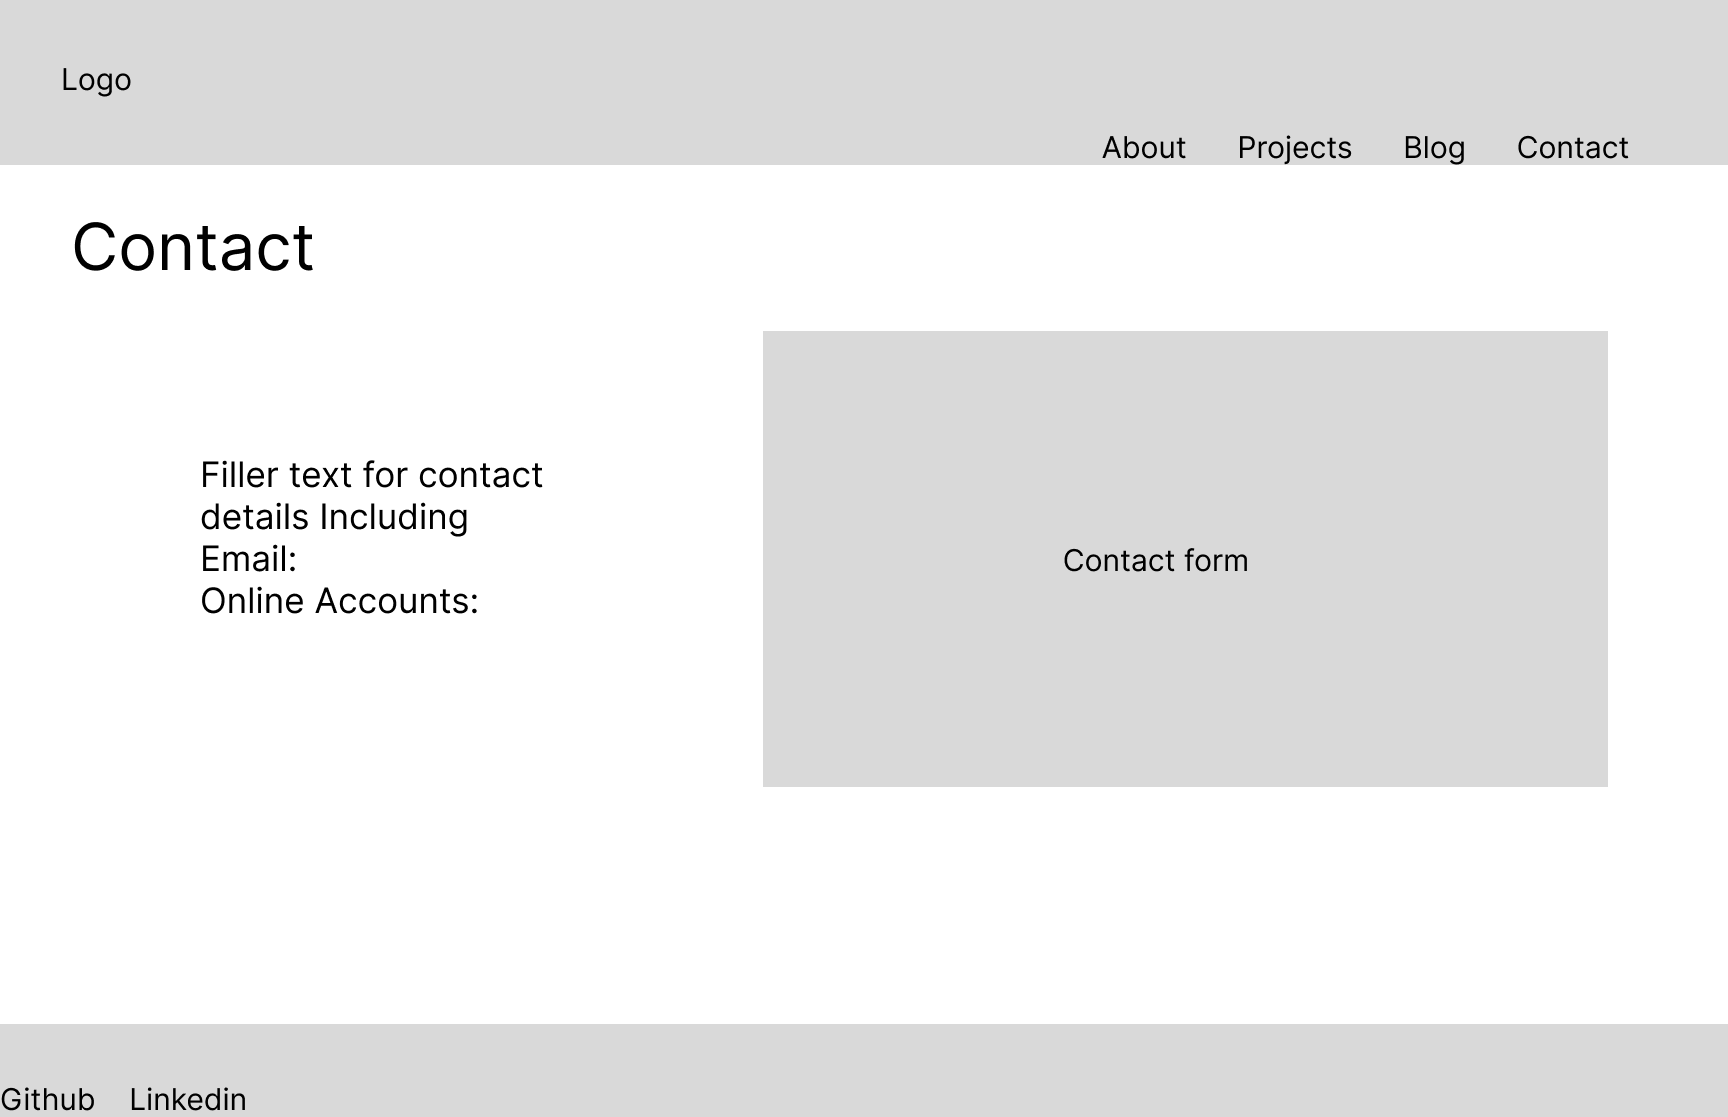 Logo
About Projects Blog Contact
Contact
Filler text for contact
details Including
Email:
Online Accounts:
Contact form
Github Linkedin